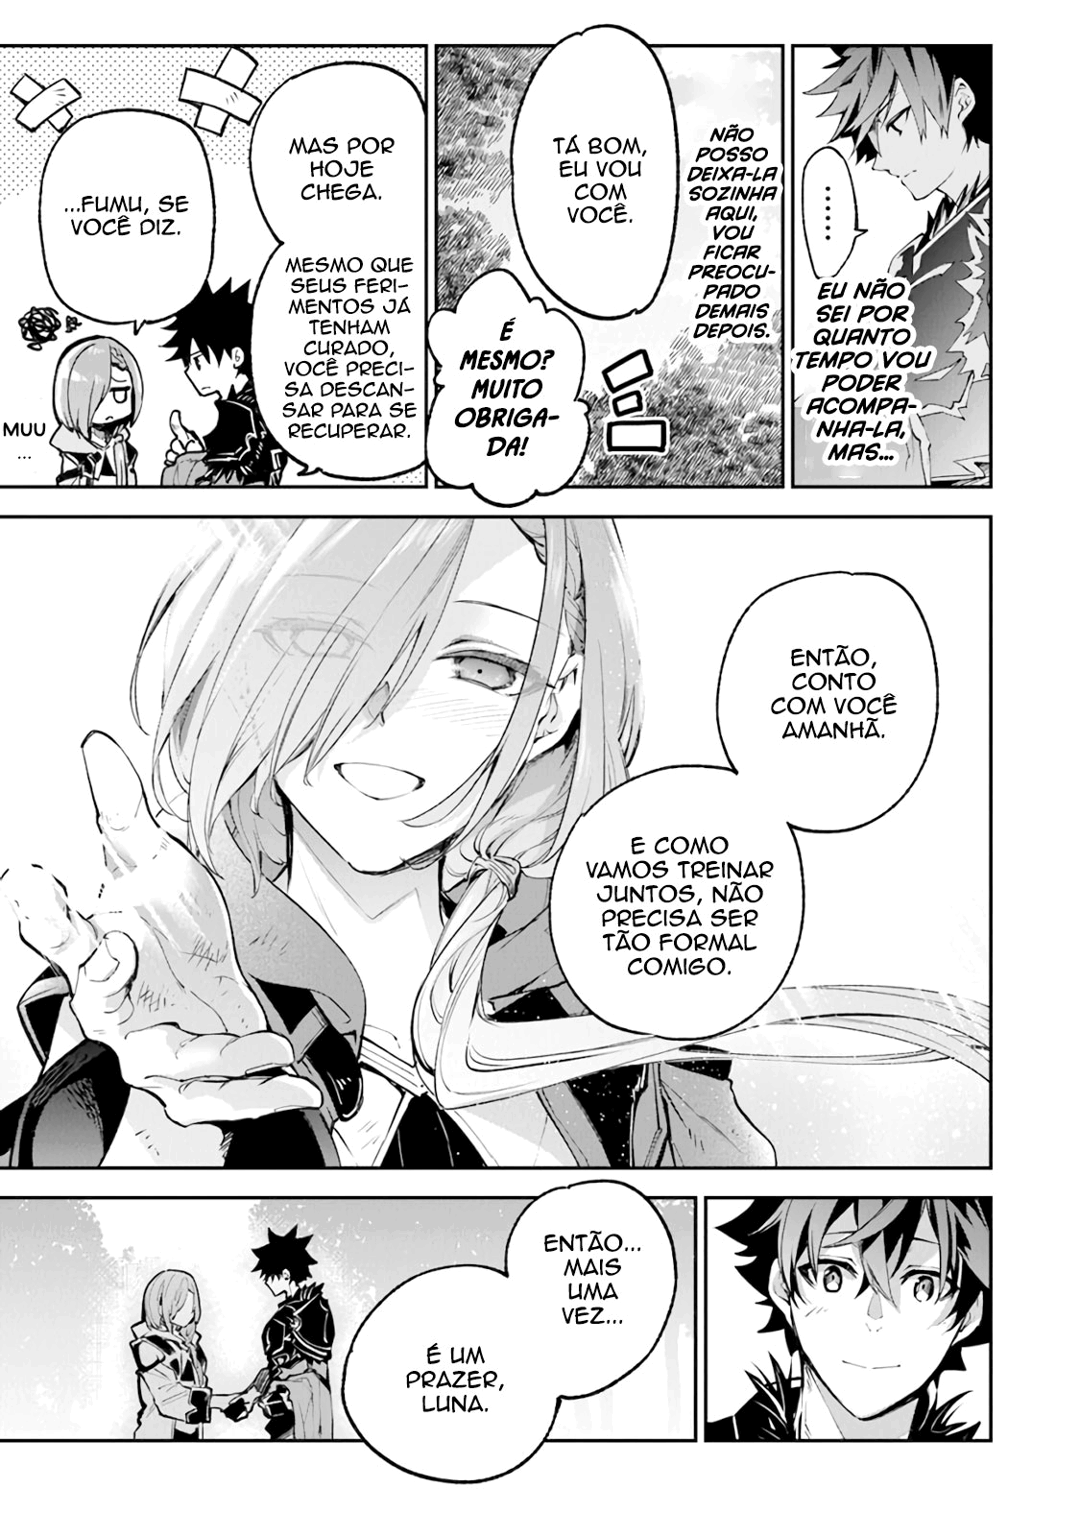 ......
EU NÃO
SEI POR
QUANTO
TEMPO VOU
PODER
ACOMPA-
NHA-LA,
MAS...
NÃO
POSSO
DEIXA-LA
SOZINHA
AQUI,
VOU
FICAR
PREOCU-
PADO
DEMAIS
DEPOIS.
TÁ BOM,
EU VOU
COM
VOCÊ.
É
MESMO?
MUITO
OBRIGA-
DA!
MAS POR
HOJE
CHEGA.
MESMO QUE
SEUS FERI-
MENTOS JÁ
TENHAM
CURADO,
VOCÊ PRECI-
SA DESCAN-
SAR PARA SE
RECUPERAR.
...FUMU, SE
VOCÊ DIZ.
MUU
...
ENTÃO,
CONTO
COM VOCÊ
AMANHÃ.
E COMO
VAMOS TREINAR
JUNTOS, NÃO
PRECISA SER
TÃO FORMAL
COMIGO.
ENTÃO...
MAIS
UMA
VEZ...
É UM
PRAZER,
LUNA.